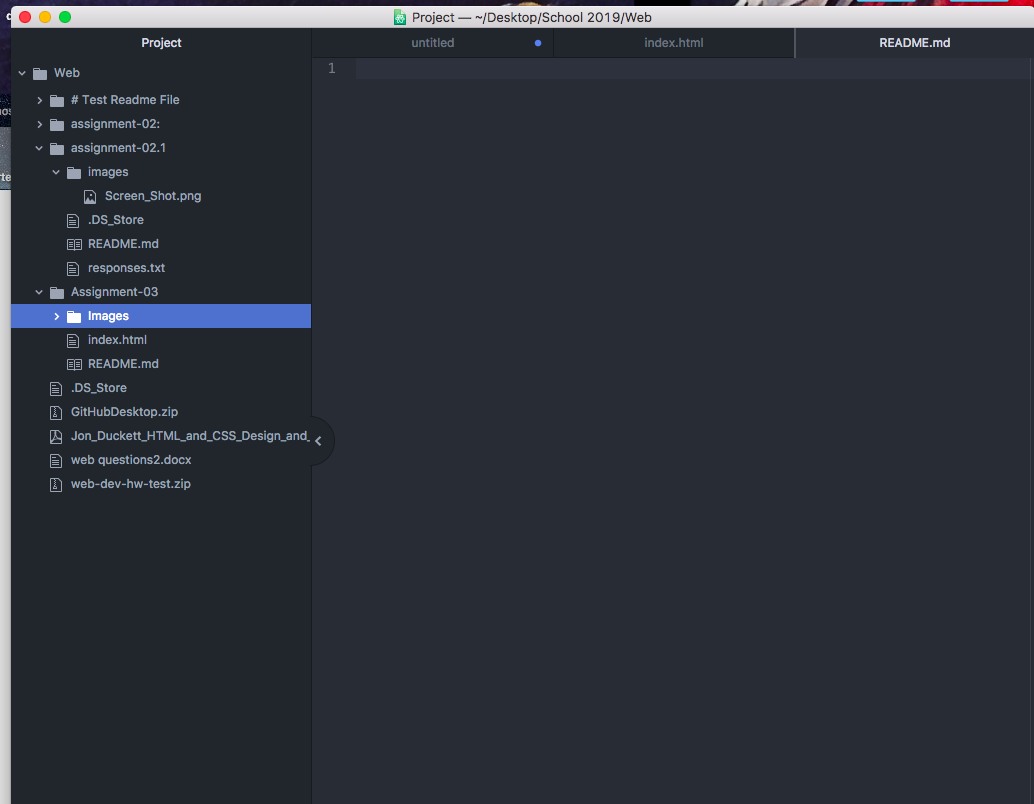 Project — ~/Desktop/School 2019/Web
Project
untitled
index.html
README.md
Web
# Test Readme File
assignment-02:
assignment-02.1
images
Screen_Shot.png
.DS_Store
README.md
responses.txt
Assignment-03
Images
index.html
README.md
.DS_Store
GitHubDesktop.zip
Jon_Duckett_HTML_and_CSS_Design_and_
web questions2.docx
web-dev-hw-test.zip
1